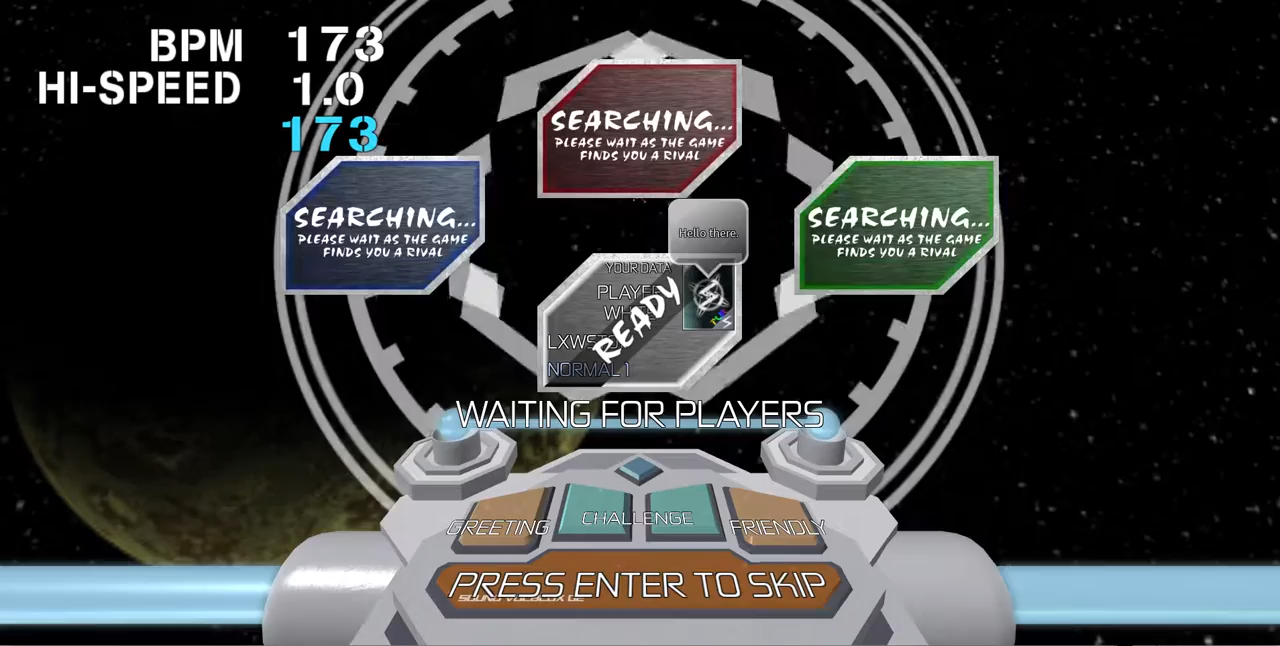 BPM 173
HI-SPEED 1.0
173
SEARCHING...
PLEASE WAIT AS THE GAME
FINDS YOU A RIVAL
SEARCHING...
PLEASE WAIT AS THE GAME
FINDS YOU A RIVAL
SEARCHING...
PLEASE WAIT AS THE GAME
FINDS YOU A RIVAL
Hello there.
YOUR DATA
READY
NORMAL 1
WAITING FOR PLAYERS
GREETING
CHALLENGE
FRIENDLY
PRESS ENTER TO SKIP